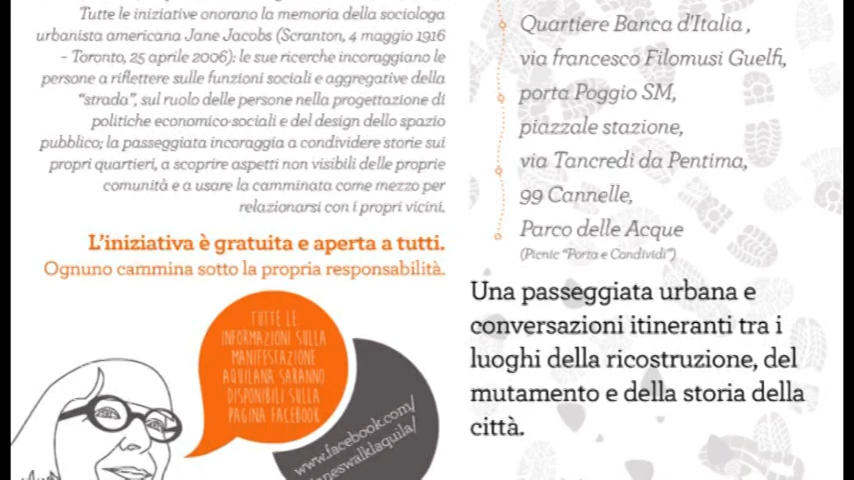 Tutte le iniziative onorano la memoria della sociologa
urbanista americana Jane Jacobs (Scranton, 4 maggio 1916
– Toronto, 25 aprile 2006): le sue ricerche incoraggiano le
persone a riflettere sulle funzioni sociali e aggregative della
“strada”, sul ruolo delle persone nella progettazione di
politiche economico-sociali e del design dello spazio
pubblico; la passeggiata incoraggia a condividere storie sui
propri quartieri, a scoprire aspetti non visibili delle proprie
comunità e a usare la camminata come mezzo per
relazionarsi con i propri vicini.
L’iniziativa è gratuita e aperta a tutti.
Ognuno cammina sotto la propria responsabilità.
TUTTE LE
INFORMAZIONI SULLA
MANIFESTAZIONE
AQUILANA SARANNO
DISPONIBILI SULLA
PAGINA FACEBOOK
www.facebook.com/
janeswalklaquila/
Quartiere Banca d'Italia,
via francesco Filomusi Guelfi,
porta Poggio SM,
piazzale stazione,
via Tancredi da Pentima,
99 Cannelle,
Parco delle Acque
(Picnic “Porta e Condividi”)
Una passeggiata urbana e
conversazioni itineranti tra i
luoghi della ricostruzione, del
mutamento e della storia della
città.